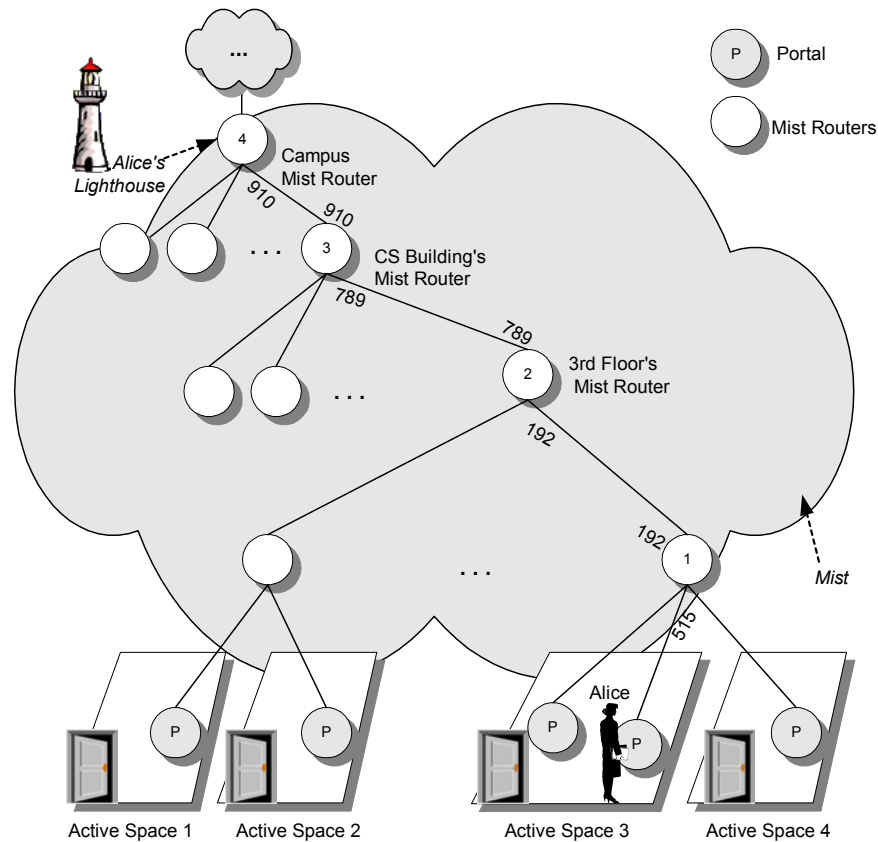 ...
P
Portal
Mist Routers
4
Alice's
Lighthouse
Campus
Mist Router
910
910
. . .
3
CS Building's
Mist Router
789
789
2
3rd Floor's
Mist Router
. . .
192
192
1
. . .
Mist
515
Alice
P
P
P
P
P
Active Space 1
Active Space 2
Active Space 3
Active Space 4